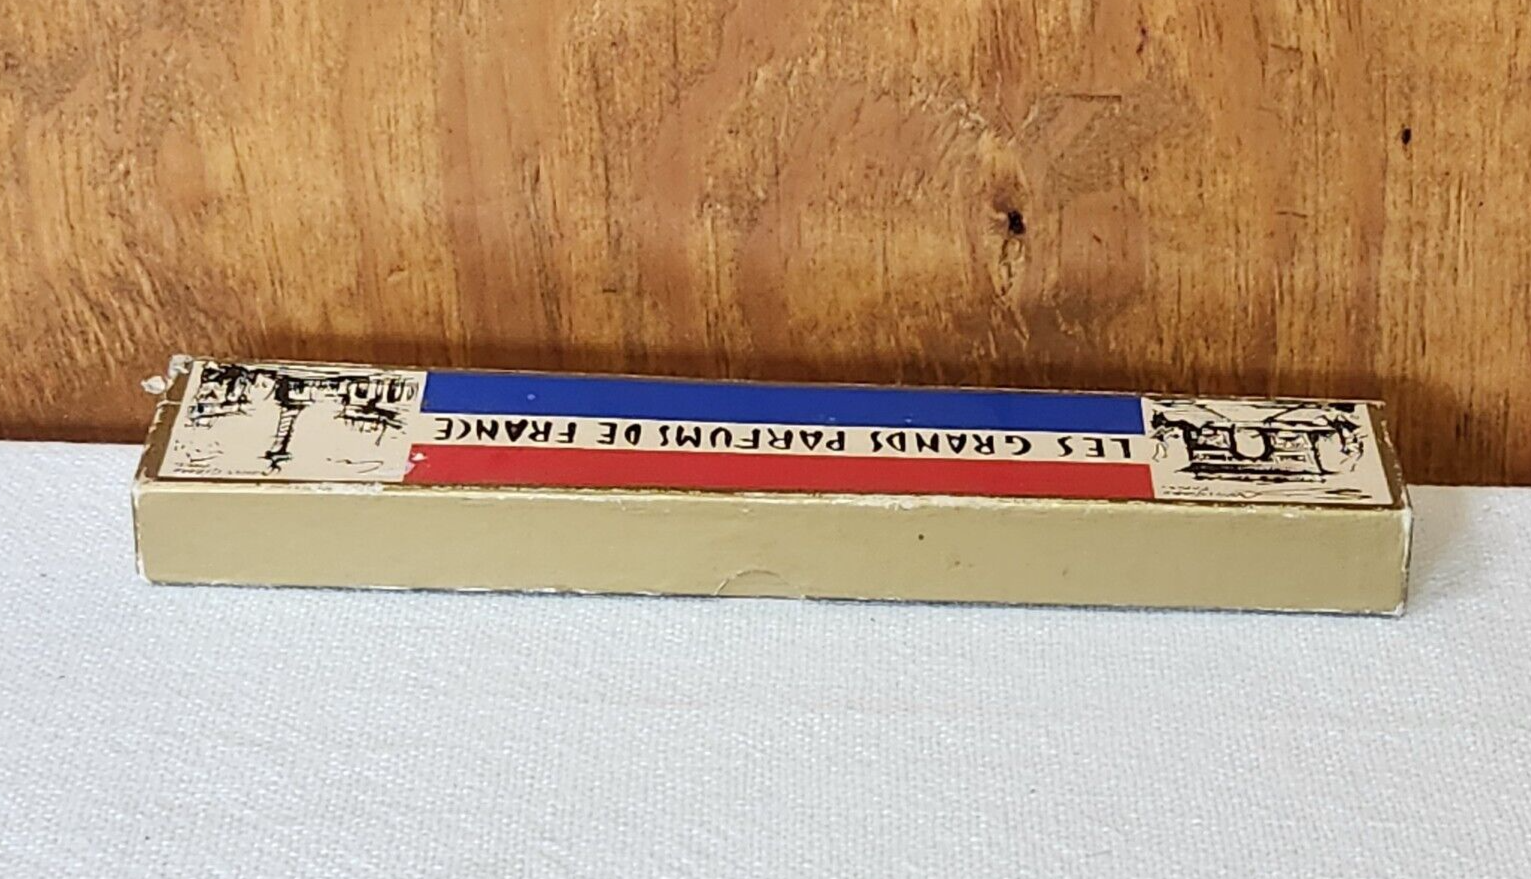 LES GRANDS PARFUMS DE FRANCE